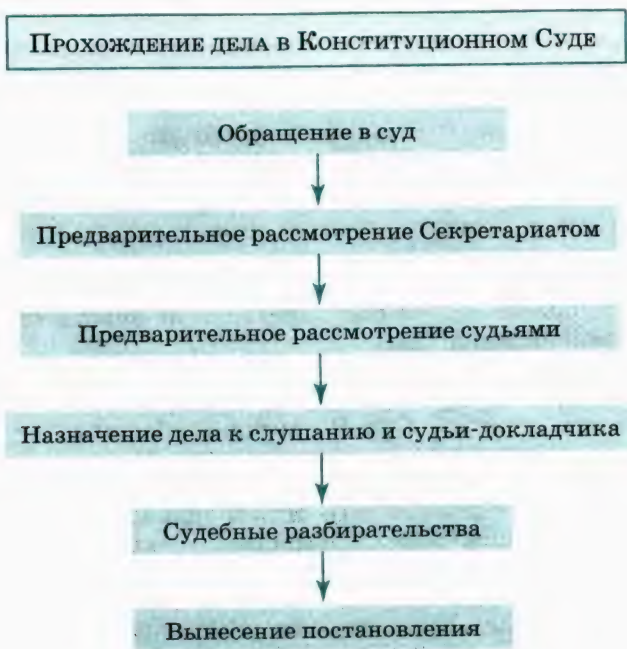 Прохождение дела в Конституционном Суде
Обращение в суд
Предварительное рассмотрение Секретариатом
Предварительное рассмотрение судьями
Назначение дела к слушанию и судьи-докладчика
Судебные разбирательства
Вынесение постановления